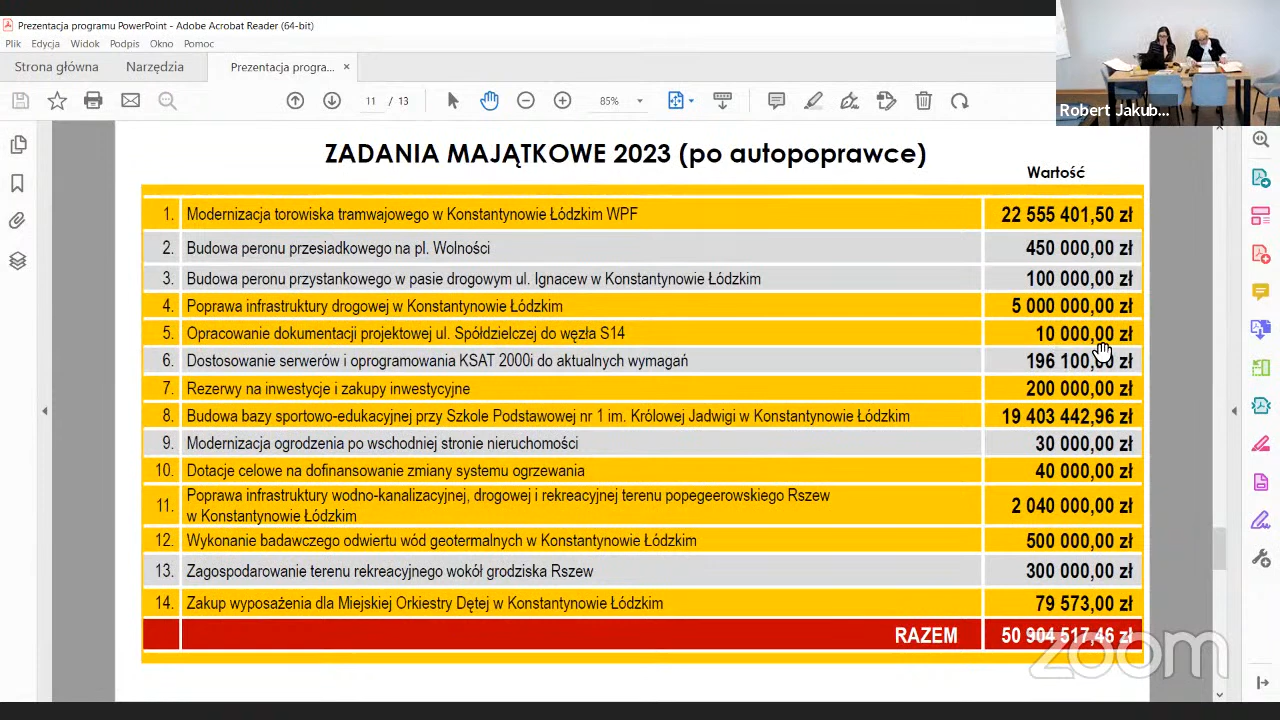 Prezentacja programu PowerPoint - Adobe Acrobat Reader (64-bit)
Plik Edycja Widok Podpis Okno Pomoc
Strona główna Narzędzia Prezentacja progra... ×
11 / 13 85%
Robert Jakub...
ZADANIA MAJĄTKOWE 2023 (po autopoprawce)
Wartość
1. Modernizacja torowiska tramwajowego w Konstantynowie Łódzkim WPF 22 555 401,50 zł
2. Budowa peronu przesiadkowego na pl. Wolności 450 000,00 zł
3. Budowa peronu przystankowego w pasie drogowym ul. Ignacew w Konstantynowie Łódzkim 100 000,00 zł
4. Poprawa infrastruktury drogowej w Konstantynowie Łódzkim 5 000 000,00 zł
5. Opracowanie dokumentacji projektowej ul. Spółdzielczej do węzła S14 10 000,00 zł
6. Dostosowanie serwerów i oprogramowania KSAT 2000i do aktualnych wymagań 196 100,00 zł
7. Rezerwy na inwestycje i zakupy inwestycyjne 200 000,00 zł
8. Budowa bazy sportowo-edukacyjnej przy Szkole Podstawowej nr 1 im. Królowej Jadwigi w Konstantynowie Łódzkim 19 403 442,96 zł
9. Modernizacja ogrodzenia po wschodniej stronie nieruchomości 30 000,00 zł
10. Dotacje celowe na dofinansowanie zmiany systemu ogrzewania 40 000,00 zł
11. Poprawa infrastruktury wodno-kanalizacyjnej, drogowej i rekreacyjnej terenu popegeerowskiego Rszew
w Konstantynowie Łódzkim 2 040 000,00 zł
12. Wykonanie badawczego odwiertu wód geotermalnych w Konstantynowie Łódzkim 500 000,00 zł
13. Zagospodarowanie terenu rekreacyjnego wokół grodziska Rszew 300 000,00 zł
14. Zakup wyposażenia dla Miejskiej Orkiestry Dętej w Konstantynowie Łódzkim 79 573,00 zł
RAZEM 50 904 517,46 zł
zoom